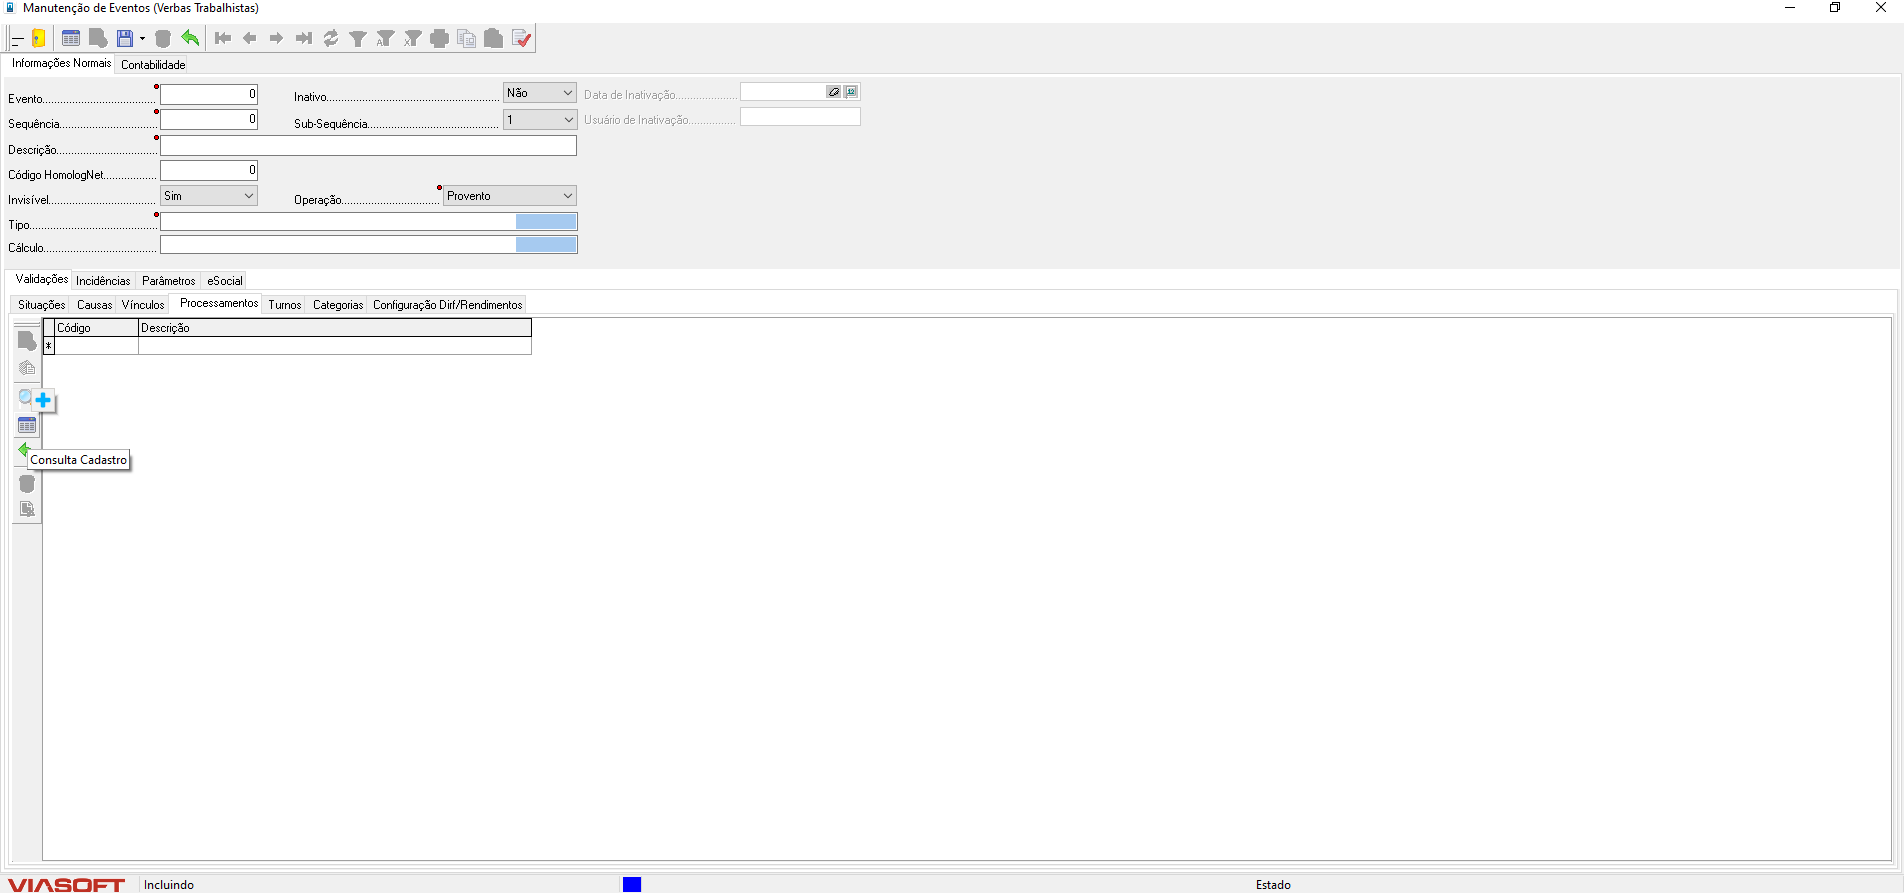 Manutenção de Eventos (Verbas Trabalhistas)
Informações Normais Contabilidade
Evento 0 Inativo Não Data de Inativação
Sequência 0 Sub-Sequência 1 Usuário de Inativação
Descrição
Código HomologNet 0
Invisível Sim Operação Provento
Tipo
Cálculo
Validações Incidências Parâmetros eSocial
Situações Causas Vínculos Processamentos Turnos Categorias Configuração Dirf/Rendimentos
Código Descrição
*
Consulta Cadastro
VIASOFT Incluindo Estado